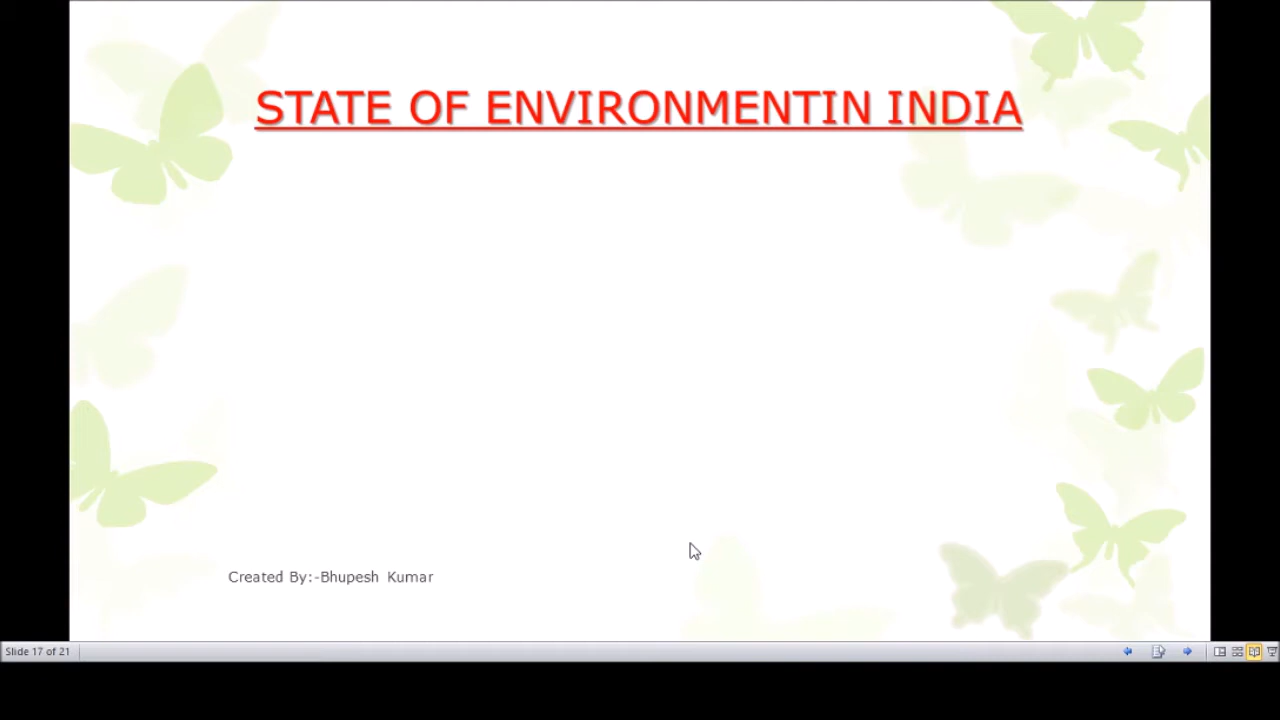 STATE OF ENVIRONMENTIN INDIA
Created By:-Bhupesh Kumar
Slide 17 of 21